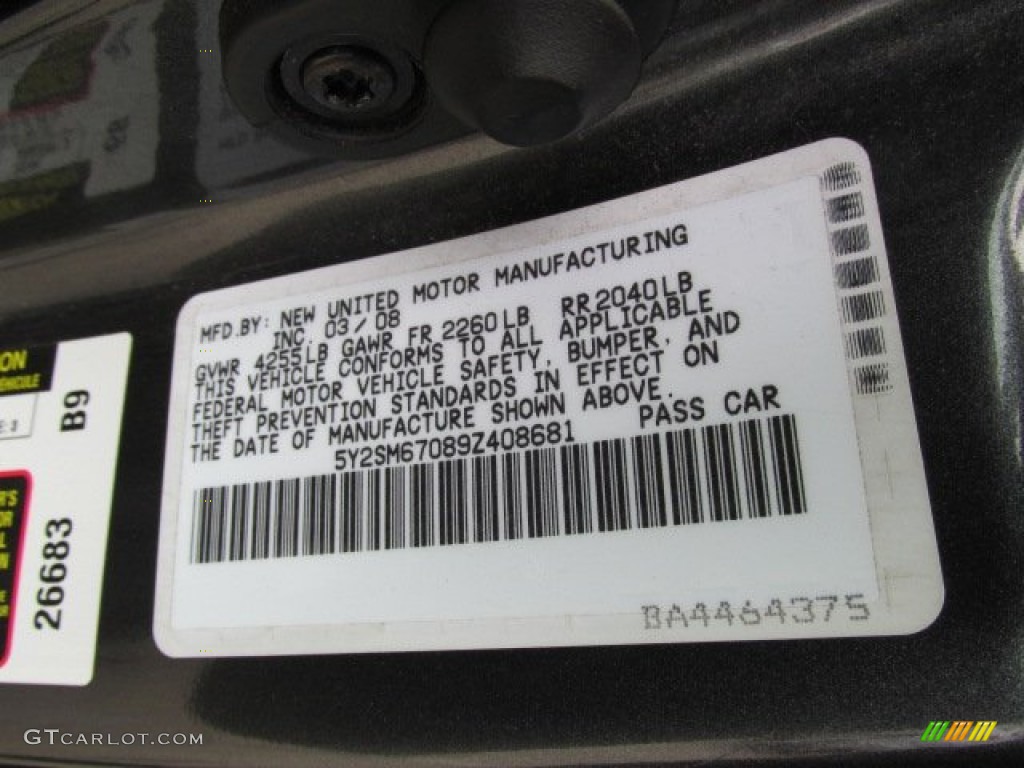 MFD.BY: NEW UNITED MOTOR MANUFACTURING
INC. 03/08
GVWR 4255LB GAWR FR 2260LB RR 2040LB
THIS VEHICLE CONFORMS TO ALL APPLICABLE
FEDERAL MOTOR VEHICLE SAFETY, BUMPER, AND
THEFT PREVENTION STANDARDS IN EFFECT ON
THE DATE OF MANUFACTURE SHOWN ABOVE.
5Y2SM67089Z408681 PASS CAR
BA4464375
B9
26683
GTCARLOT.COM